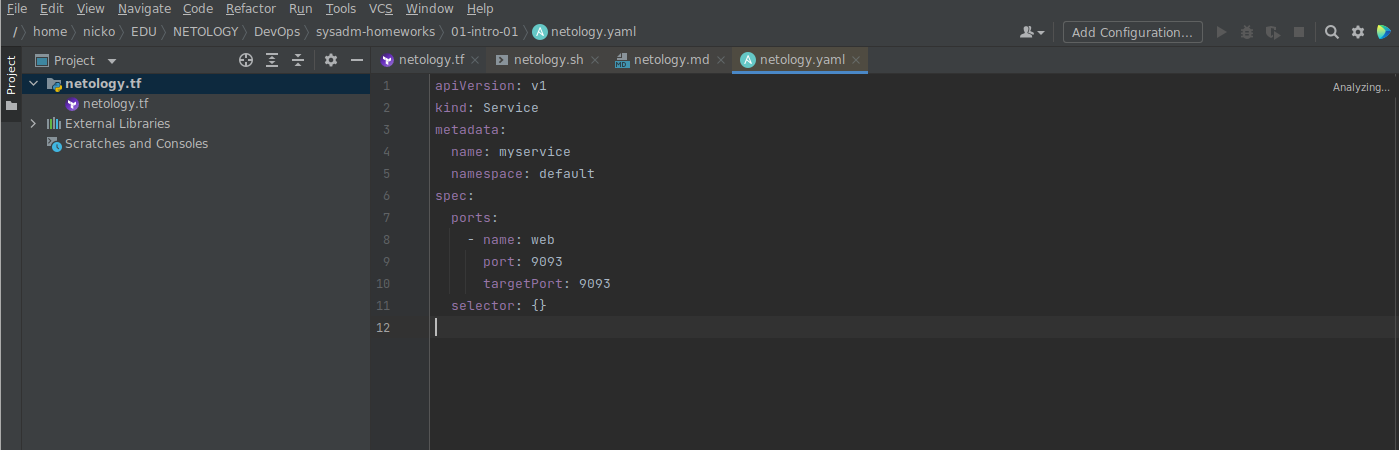 File Edit View Navigate Code Refactor Run Tools VCS Window Help
/ home nicko EDU NETOLOGY DevOps sysadm-homeworks 01-intro-01 A netology.yaml Add Configuration...
Project
Project netology.tf netology.sh MD netology.md A netology.yaml
netology.tf
netology.tf
External Libraries
Scratches and Consoles
Analyzing...
1 apiVersion: v1
2 kind: Service
3 metadata:
4   name: myservice
5   namespace: default
6 spec:
7   ports:
8     - name: web
9       port: 9093
10       targetPort: 9093
11   selector: {}
12